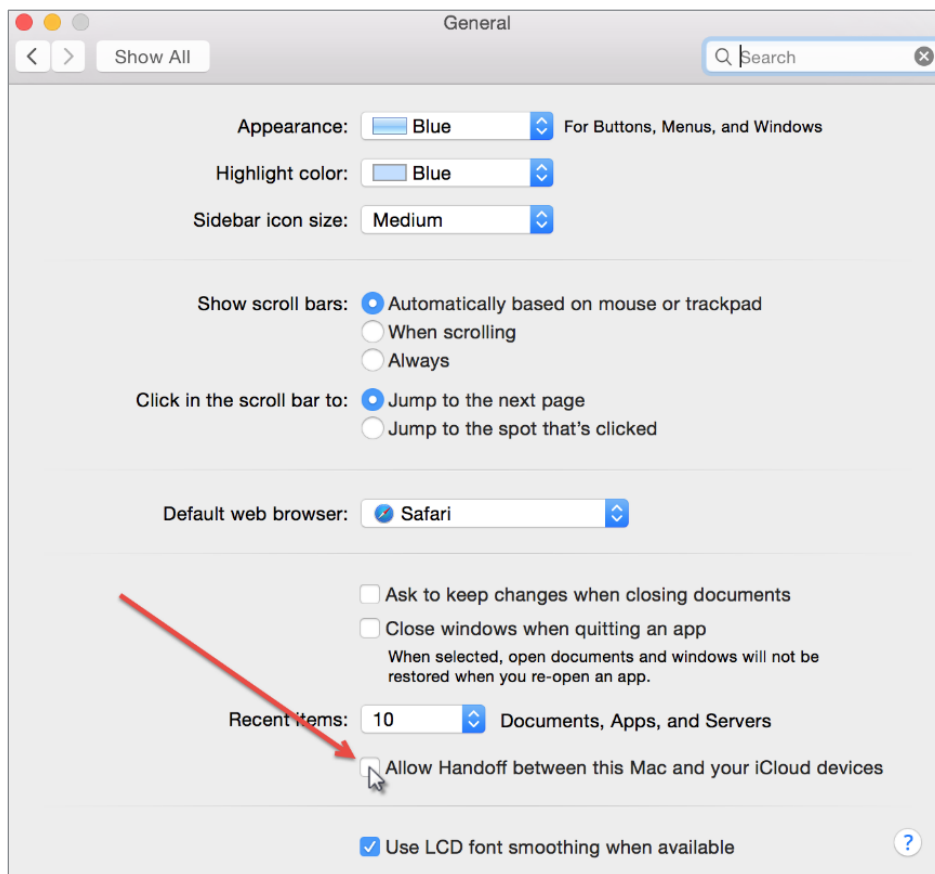 General
Show All
Search
Appearance: Blue For Buttons, Menus, and Windows
Highlight color: Blue
Sidebar icon size: Medium
Show scroll bars: Automatically based on mouse or trackpad
When scrolling
Always
Click in the scroll bar to: Jump to the next page
Jump to the spot that's clicked
Default web browser: Safari
Ask to keep changes when closing documents
Close windows when quitting an app
When selected, open documents and windows will not be
restored when you re-open an app.
Recent items: 10 Documents, Apps, and Servers
Allow Handoff between this Mac and your iCloud devices
Use LCD font smoothing when available
?